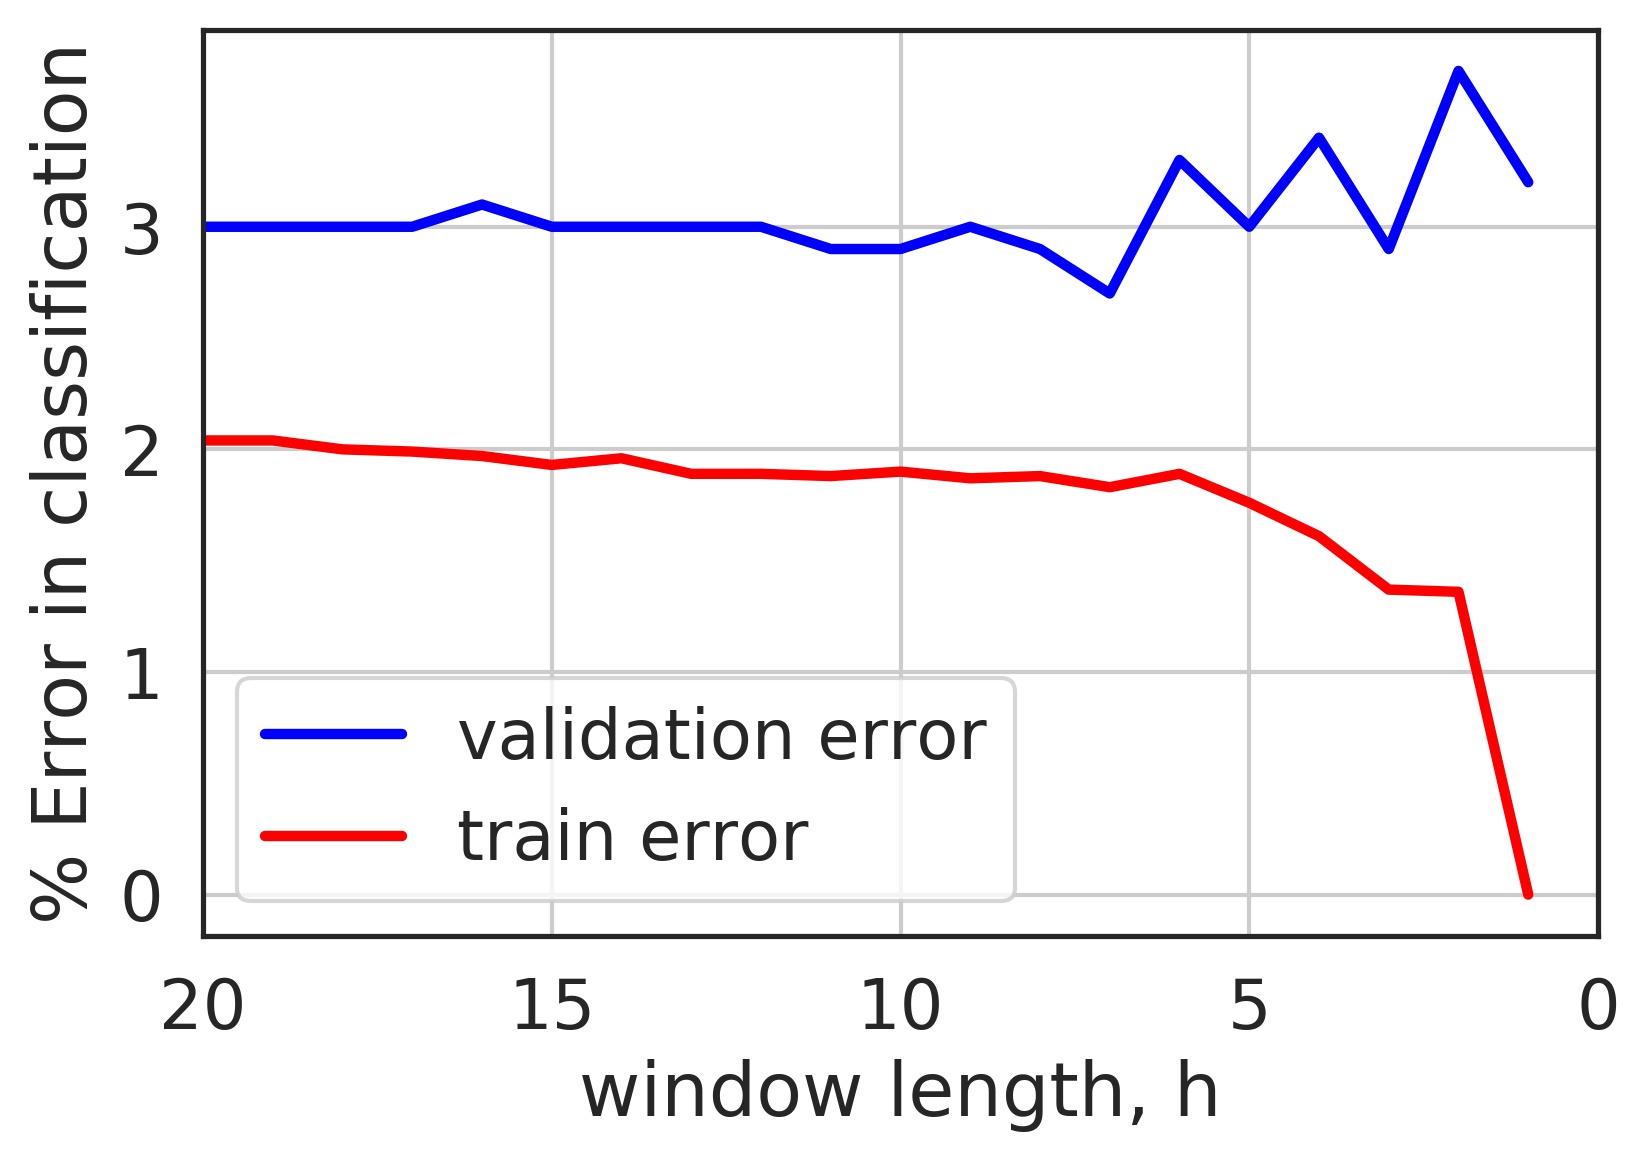 % Error in classification
3
2
1
0
validation error
train error
20 15 10 5 0
window length, h